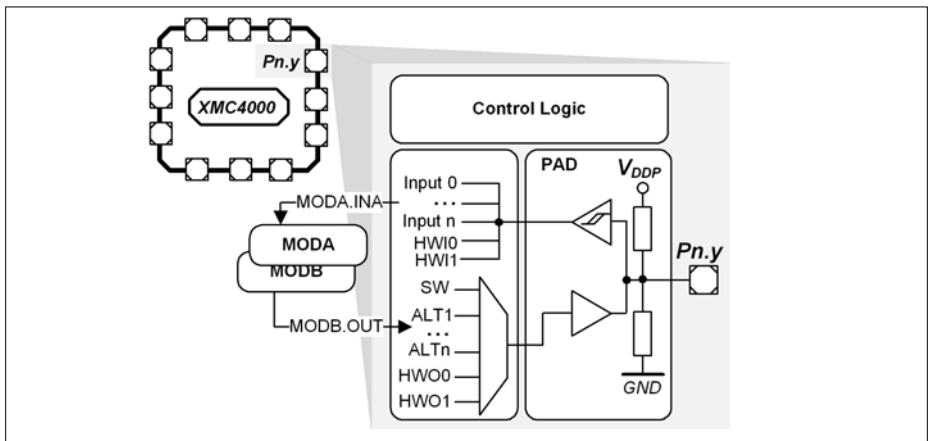 Pn.y
XMC4000
Control Logic
PAD
VDDP
Input 0
...
Input n
HWI0
HWI1
MODA.INA
MODA
MODB
MODB.OUT
SW
ALT1
...
ALTn
HWO0
HWO1
Pn.y
GND